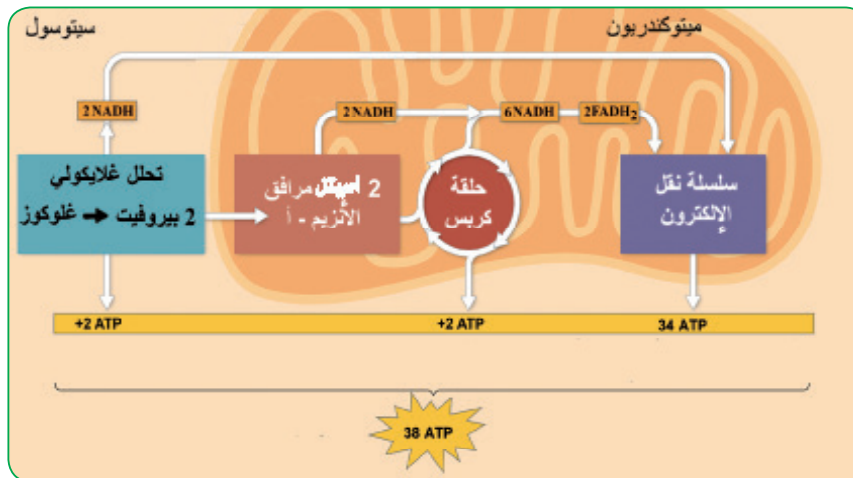 سيتوسول
ميتوكندريون
2NADH
2NADH
6NADH
2FADH₂
تحلل غلايكولي
غلوكوز → 2 بيروفيت
2 أسيتل مرافق
الأنزيم - أ
حلقة
كربس
سلسلة نقل
الإلكترون
+2 ATP
+2 ATP
34 ATP
38 ATP